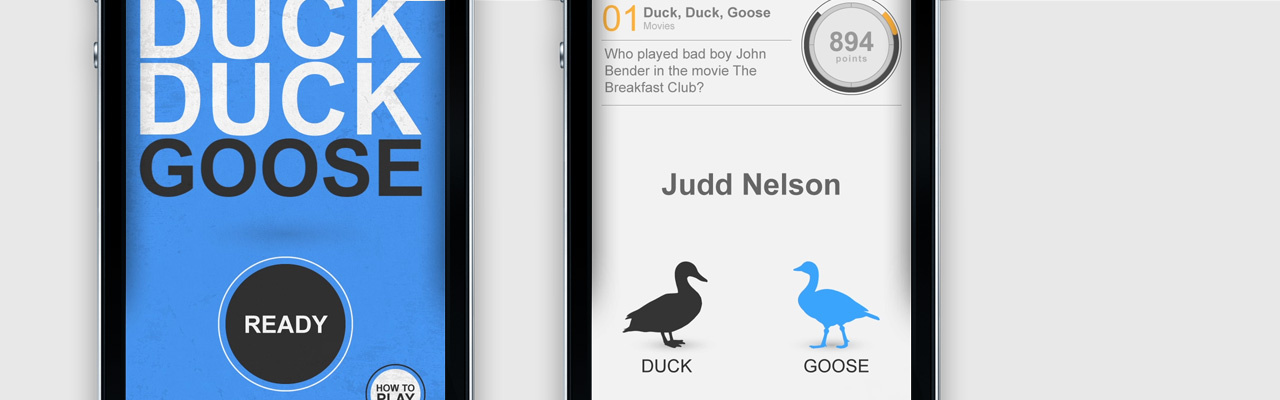 DUCK
DUCK
GOOSE
READY
HOW TO
PLAY
01 Duck, Duck, Goose
Movies
Who played bad boy John
Bender in the movie The
Breakfast Club?
894
points
Judd Nelson
DUCK
GOOSE